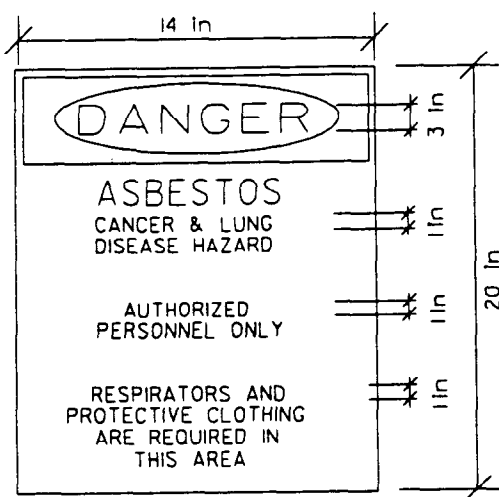 14 in
DANGER
3 in
ASBESTOS
CANCER & LUNG
DISEASE HAZARD
1 in
AUTHORIZED
PERSONNEL ONLY
1 in
RESPIRATORS AND
PROTECTIVE CLOTHING
ARE REQUIRED IN
THIS AREA
1 in
20 in